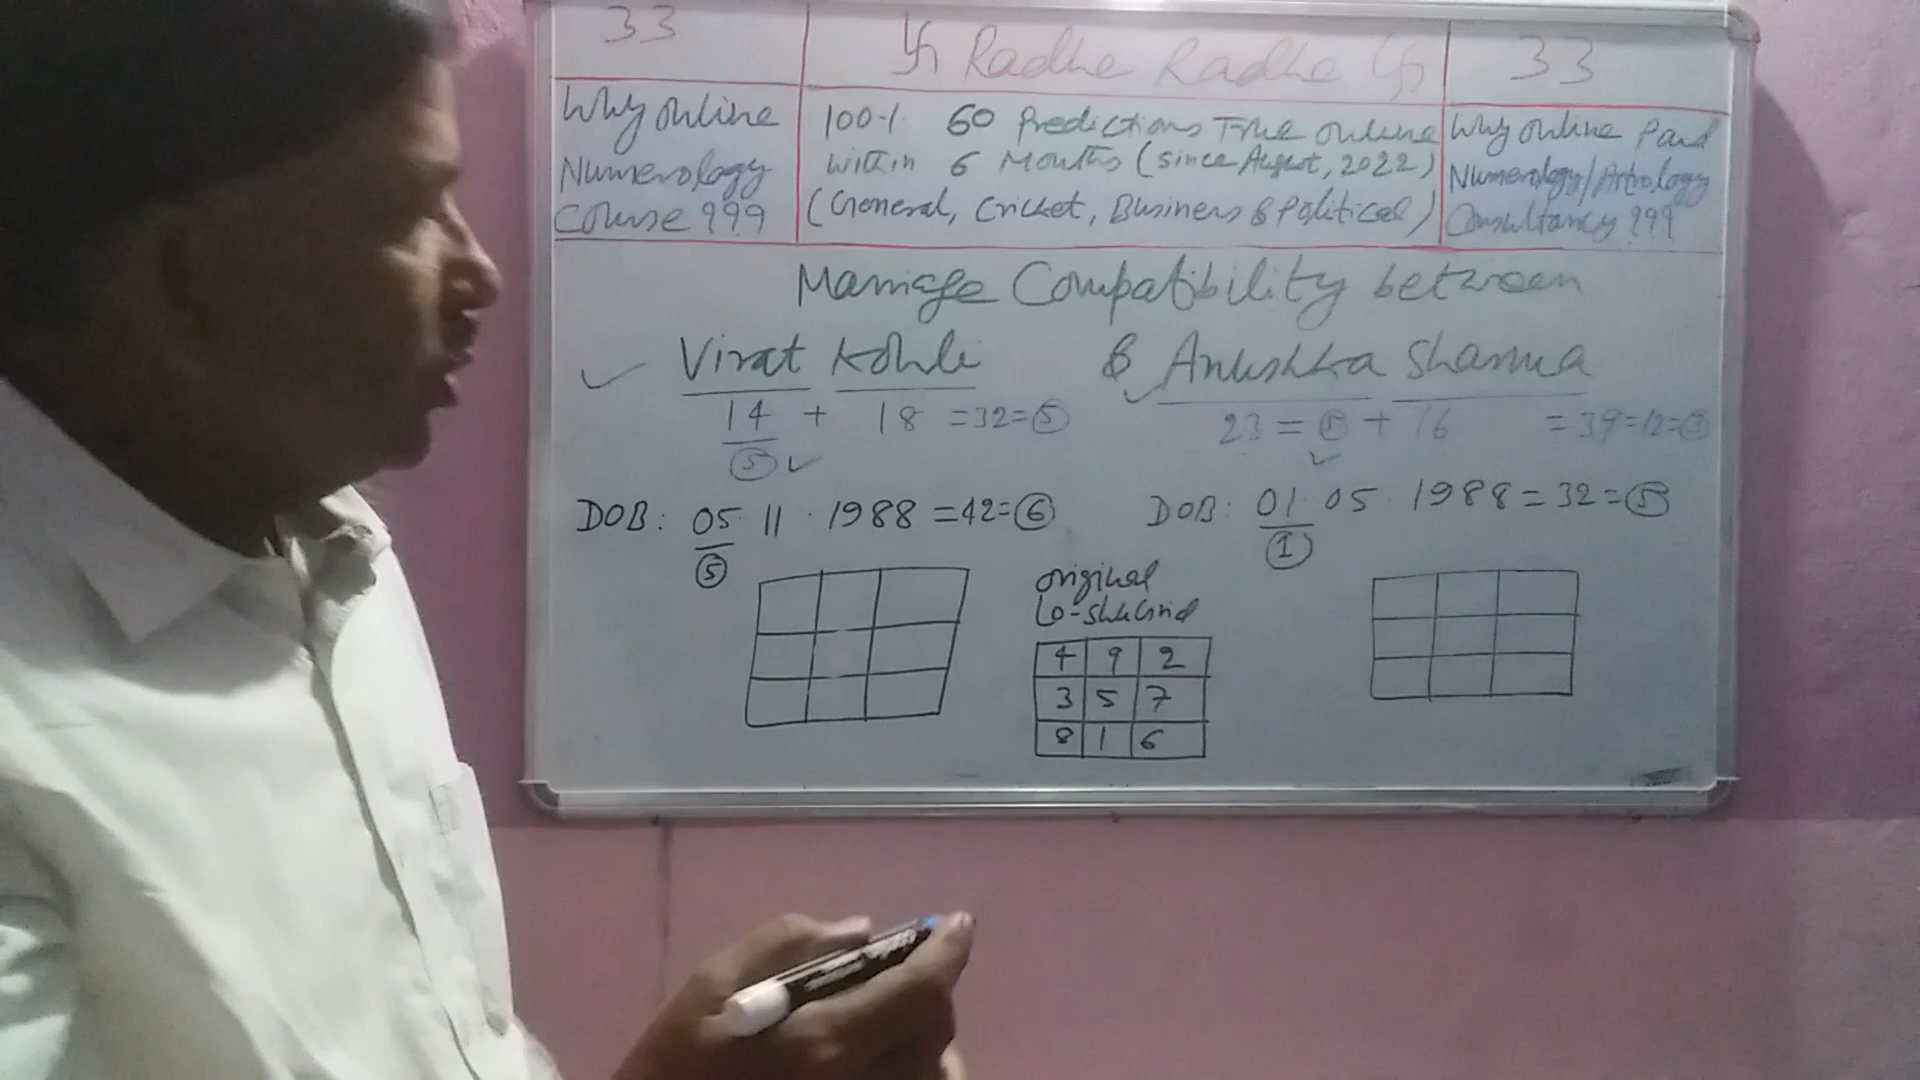 33
卐 Radhe Radhe 卐
33
Why online
Numerology
Course ???
100% 60 Predictions True online
within 6 Months (since August, 2022)
(General, Cricket, Business & Political)
Why online Paid
Numerology/Astrology
Consultancy ???
Marriage Compatibility between
✓ Virat Kohli & ✓ Anushka Sharma
14 + 18 =32=5
5 ✓
23 = 5 + 16 =39=12=3
✓
DOB: 05 11 · 1988 =42=6
5
DOB: 01 · 05 · 1988 = 32 = 5
1
original
Lo-shu Grid
4 9 2
3 5 7
8 1 6